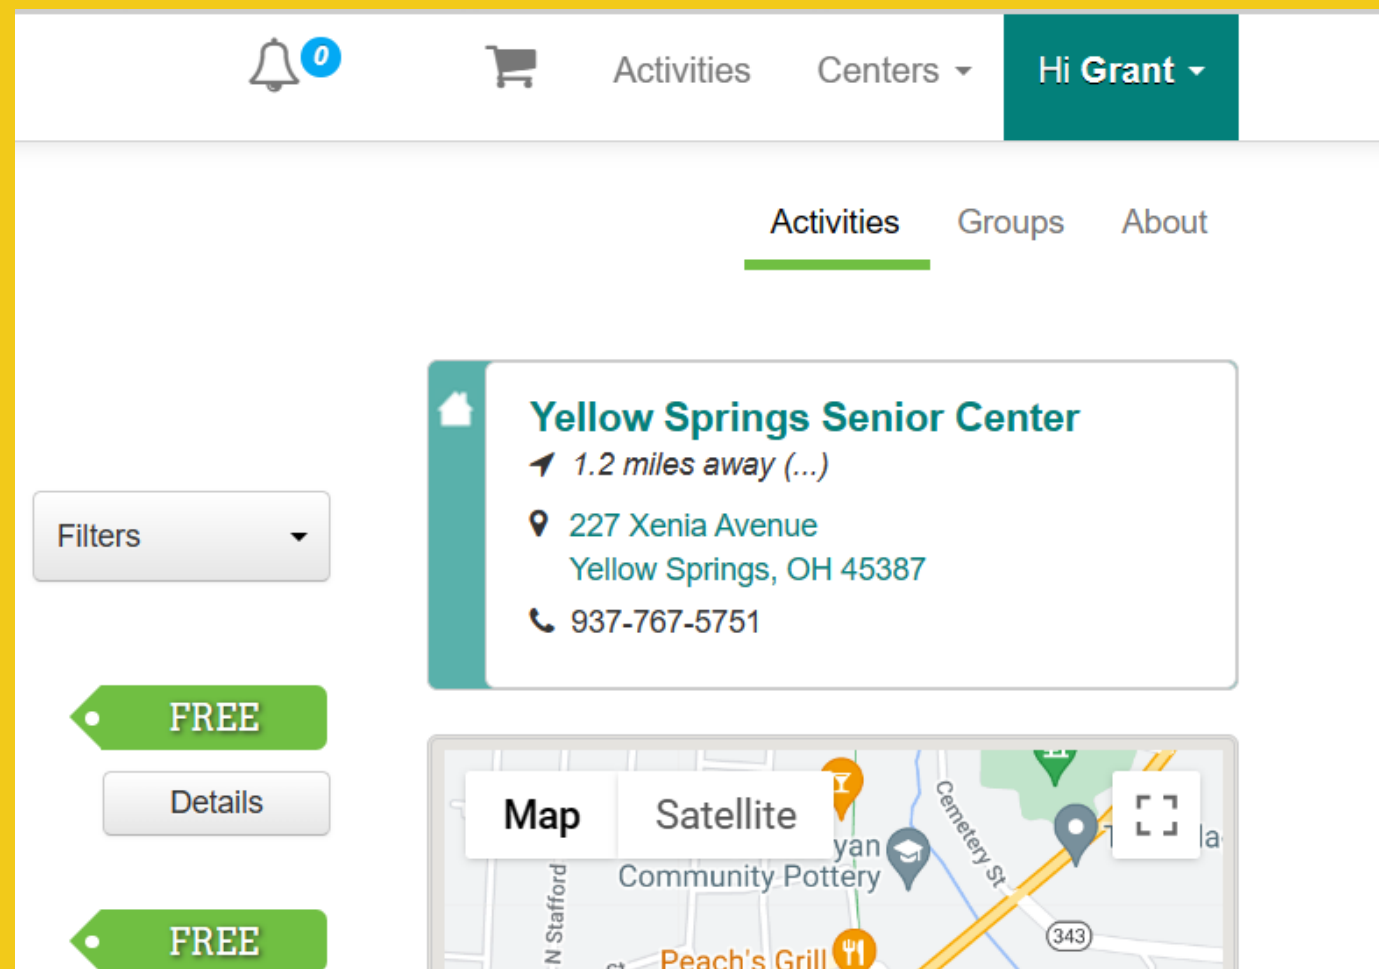 0
Activities
Centers
Hi Grant
Activities
Groups
About
Yellow Springs Senior Center
1.2 miles away (...)
227 Xenia Avenue
Yellow Springs, OH 45387
937-767-5751
Filters
FREE
Details
FREE
Map
Satellite
yan
Community Pottery
Cemetery St
N Stafford
343
Peach's Grill